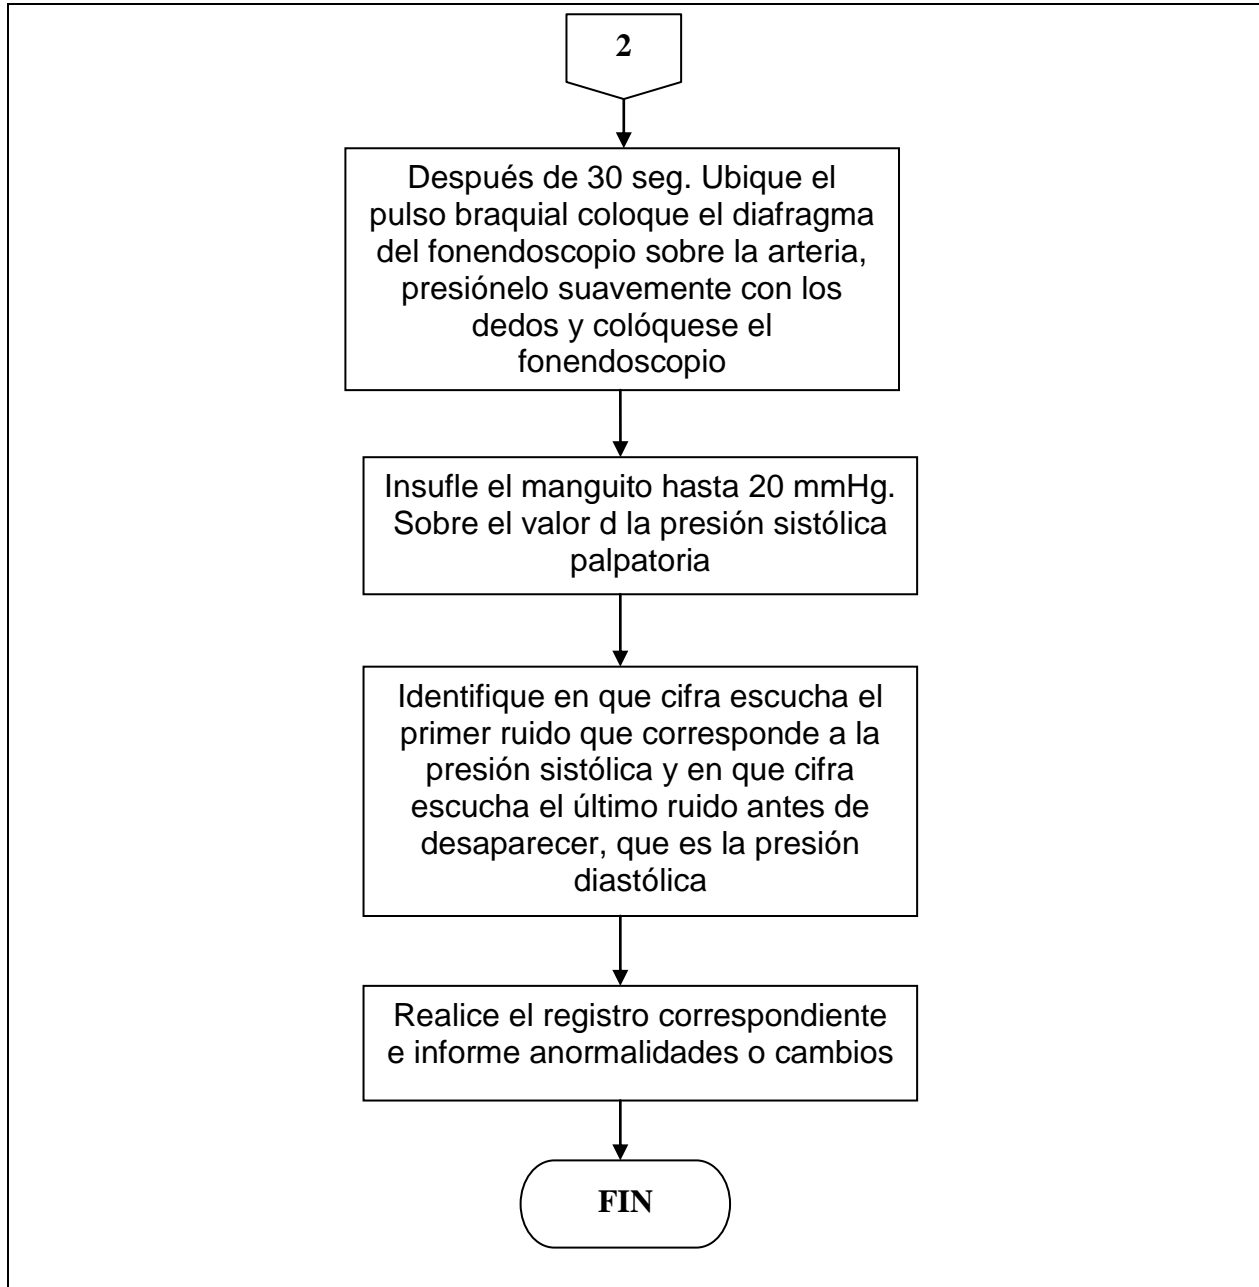 2
Después de 30 seg. Ubique el
pulso braquial coloque el diafragma
del fonendoscopio sobre la arteria,
presiónelo suavemente con los
dedos y colóquese el
fonendoscopio
Insufle el manguito hasta 20 mmHg.
Sobre el valor d la presión sistólica
palpatoria
Identifique en que cifra escucha el
primer ruido que corresponde a la
presión sistólica y en que cifra
escucha el último ruido antes de
desaparecer, que es la presión
diastólica
Realice el registro correspondiente
e informe anormalidades o cambios
FIN